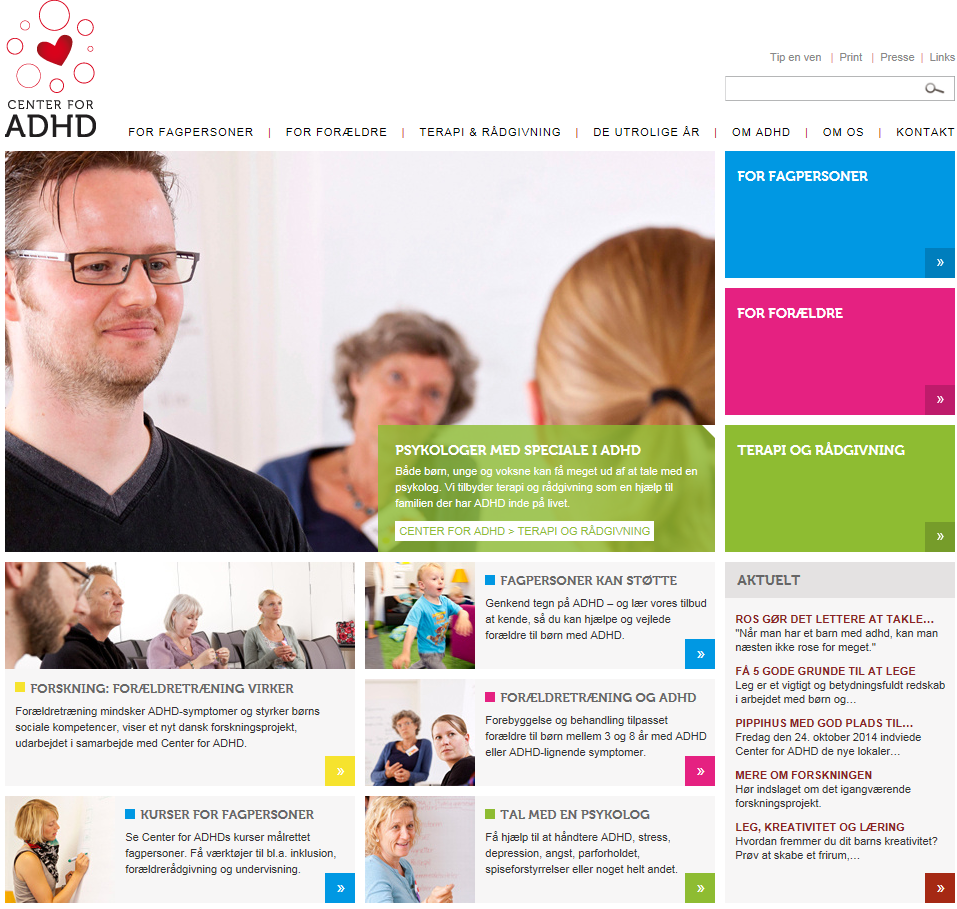 CENTER FOR
ADHD
Tip en ven | Print | Presse | Links
FOR FAGPERSONER | FOR FORÆLDRE | TERAPI & RÅDGIVNING | DE UTROLIGE ÅR | OM ADHD | OM OS | KONTAKT
PSYKOLOGER MED SPECIALE I ADHD
Både børn, unge og voksne kan få meget ud af at tale med en
psykolog. Vi tilbyder terapi og rådgivning som en hjælp til
familien der har ADHD inde på livet.
CENTER FOR ADHD > TERAPI OG RÅDGIVNING
FOR FAGPERSONER
»
FOR FORÆLDRE
»
TERAPI OG RÅDGIVNING
»
FORSKNING: FORÆLDRETRÆNING VIRKER
Forældretræning mindsker ADHD-symptomer og styrker børns
sociale kompetencer, viser et nyt dansk forskningsprojekt,
udarbejdet i samarbejde med Center for ADHD.
»
FAGPERSONER KAN STØTTE
Genkend tegn på ADHD – og lær vores tilbud
at kende, så du kan hjælpe og vejlede
forældre til børn med ADHD.
»
FORÆLDRETRÆNING OG ADHD
Forebyggelse og behandling tilpasset
forældre til børn mellem 3 og 8 år med ADHD
eller ADHD-lignende symptomer.
»
KURSER FOR FAGPERSONER
Se Center for ADHDs kurser målrettet
fagpersoner. Få værktøjer til bl.a. inklusion,
forældrerådgivning og undervisning.
»
TAL MED EN PSYKOLOG
Få hjælp til at håndtere ADHD, stress,
depression, angst, parforholdet,
spiseforstyrrelser eller noget helt andet.
»
AKTUELT
ROS GØR DET LETTERE AT TAKLE...
"Når man har et barn med adhd, kan man
næsten ikke rose for meget."
FÅ 5 GODE GRUNDE TIL AT LEGE
Leg er et vigtigt og betydningsfuldt redskab
i arbejdet med børn og...
PIPPIHUS MED GOD PLADS TIL...
Fredag den 24. oktober 2014 indviede
Center for ADHD de nye lokaler...
MERE OM FORSKNINGEN
Hør indslaget om det igangværende
forskningsprojekt.
LEG, KREATIVITET OG LÆRING
Hvordan fremmer du dit barns kreativitet?
Prøv at skabe et frirum,...
»